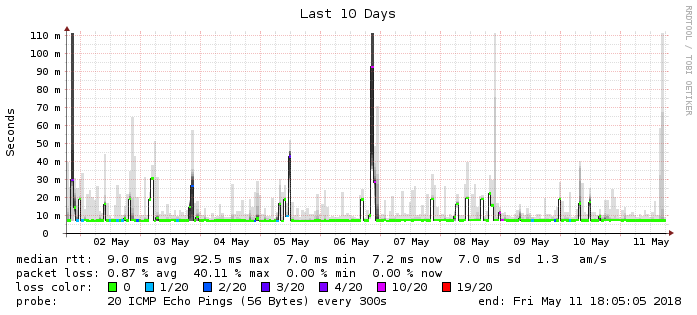 Last 10 Days
RRDTOOL / TOBI OETIKER
Seconds
110 m
100 m
90 m
80 m
70 m
60 m
50 m
40 m
30 m
20 m
10 m
0
02 May 03 May 04 May 05 May 06 May 07 May 08 May 09 May 10 May 11 May
median rtt: 9.0 ms avg 92.5 ms max 7.0 ms min 7.2 ms now 7.0 ms sd 1.3 am/s
packet loss: 0.87 % avg 40.11 % max 0.00 % min 0.00 % now
loss color: 0 1/20 2/20 3/20 4/20 10/20 19/20
probe: 20 ICMP Echo Pings (56 Bytes) every 300s end: Fri May 11 18:05:05 2018